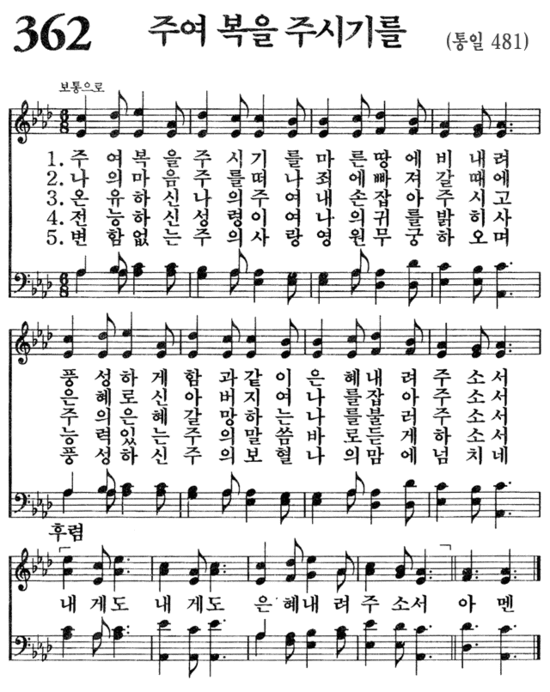 362 주여 복을 주시기를 (통일 481)
보통으로
1. 주 여 복 을 주 시 기 를 마 른 땅 에 비 내 려
2. 나 의 마 음 주 를 떠 나 죄 에 빠 져 갈 때 에
3. 온 유 하 신 주 나 의 여 내 손 잡 아 주 시 고
4. 전 능 하 신 성 령 이 여 나 의 귀 를 밝 히 사
5. 변 함 없 는 주 의 사 랑 영 원 무 궁 하 오 며
풍 성 하 게 함 과 같 이 은 혜 내 려 주 소 서
은 혜 로 신 아 버 지 여 나 를 잡 아 주 소 서
주 의 은 혜 갈 망 하 는 나 를 불 러 주 소 서
능 력 있 는 주 의 말 씀 바 로 듣 게 하 소 서
풍 성 하 신 주 의 보 혈 나 의 맘 에 넘 치 네
후렴
내 게도 내 게도 은 혜내 려 주 소서 아 멘